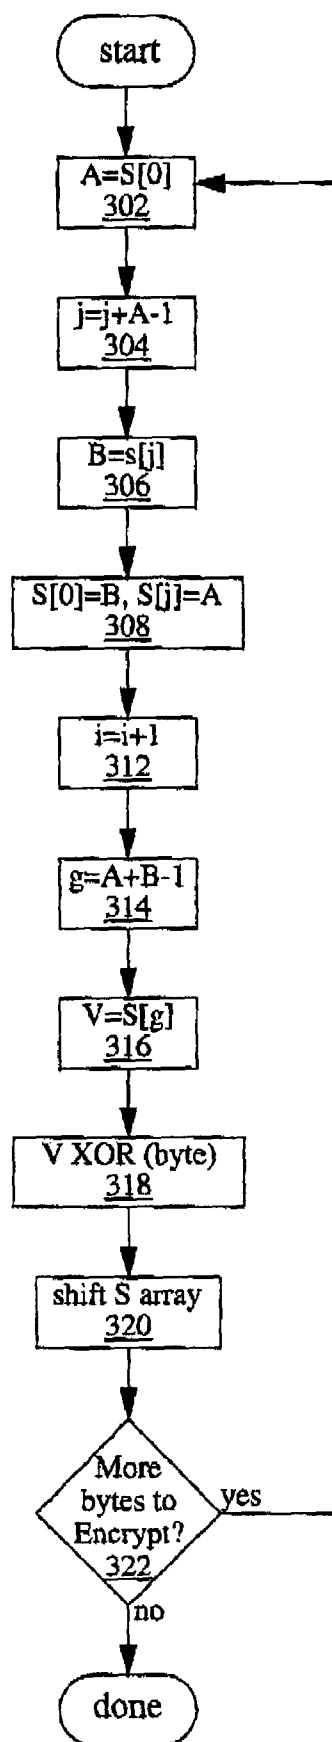 start
A=S[0]
302
j=j+A-1
304
B=s[j]
306
S[0]=B, S[j]=A
308
i=i+1
312
g=A+B-1
314
V=S[g]
316
V XOR (byte)
318
shift S array
320
More
bytes to
Encrypt?
322
yes
no
done